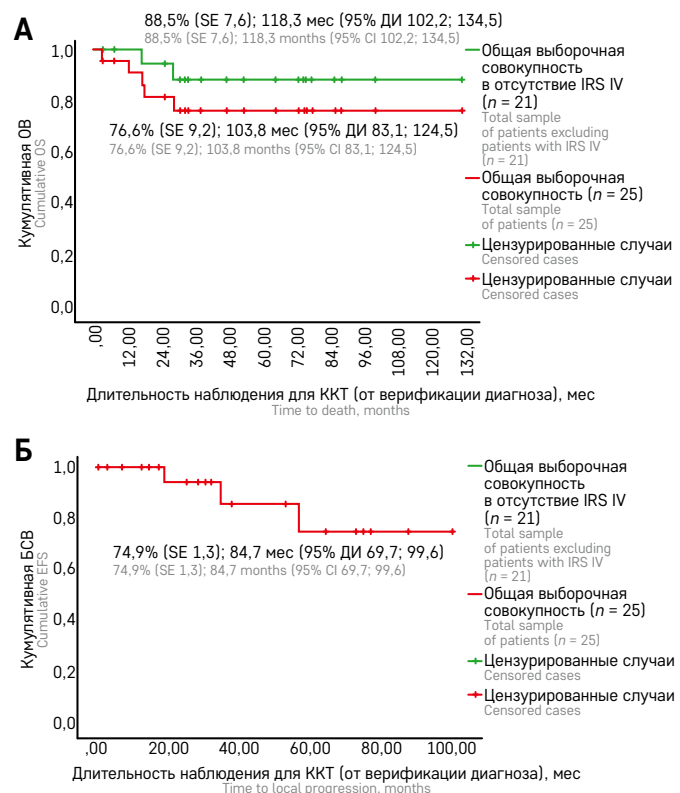 А
88,5% (SE 7,6); 118,3 мес (95% ДИ 102,2; 134,5)
88,5% (SE 7,6); 118,3 months (95% CI 102,2; 134,5)
1,0
0,8
0,6
0,4
0,2
0,0
Кумулятивная ОВ
Cumulative OS
76,6% (SE 9,2); 103,8 мес (95% ДИ 83,1; 124,5)
76,6% (SE 9,2); 103,8 months (95% CI 83,1; 124,5)
,00
12,00
24,00
36,00
48,00
60,00
72,00
84,00
96,00
108,00
120,00
132,00
Длительность наблюдения для ККТ (от верификации диагноза), мес
Time to death, months
Общая выборочная
совокупность
в отсутствие IRS IV
(n = 21)
Total sample
of patients excluding
patients with IRS IV
(n = 21)
Общая выборочная
совокупность (n = 25)
Total sample
of patients (n = 25)
Цензурированные случаи
Censored cases
Цензурированные случаи
Censored cases
Б
1,0
0,8
0,6
0,4
0,2
0,0
Кумулятивная БСВ
Cumulative EFS
74,9% (SE 1,3); 84,7 мес (95% ДИ 69,7; 99,6)
74,9% (SE 1,3); 84,7 months (95% CI 69,7; 99,6)
,00 20,00 40,00 60,00 80,00 100,00
Длительность наблюдения для ККТ (от верификации диагноза), мес
Time to local progression, months
Общая выборочная
совокупность
в отсутствие IRS IV
(n = 21)
Total sample
of patients excluding
patients with IRS IV
(n = 21)
Общая выборочная
совокупность (n = 25)
Total sample
of patients (n = 25)
Цензурированные случаи
Censored cases
Цензурированные случаи
Censored cases